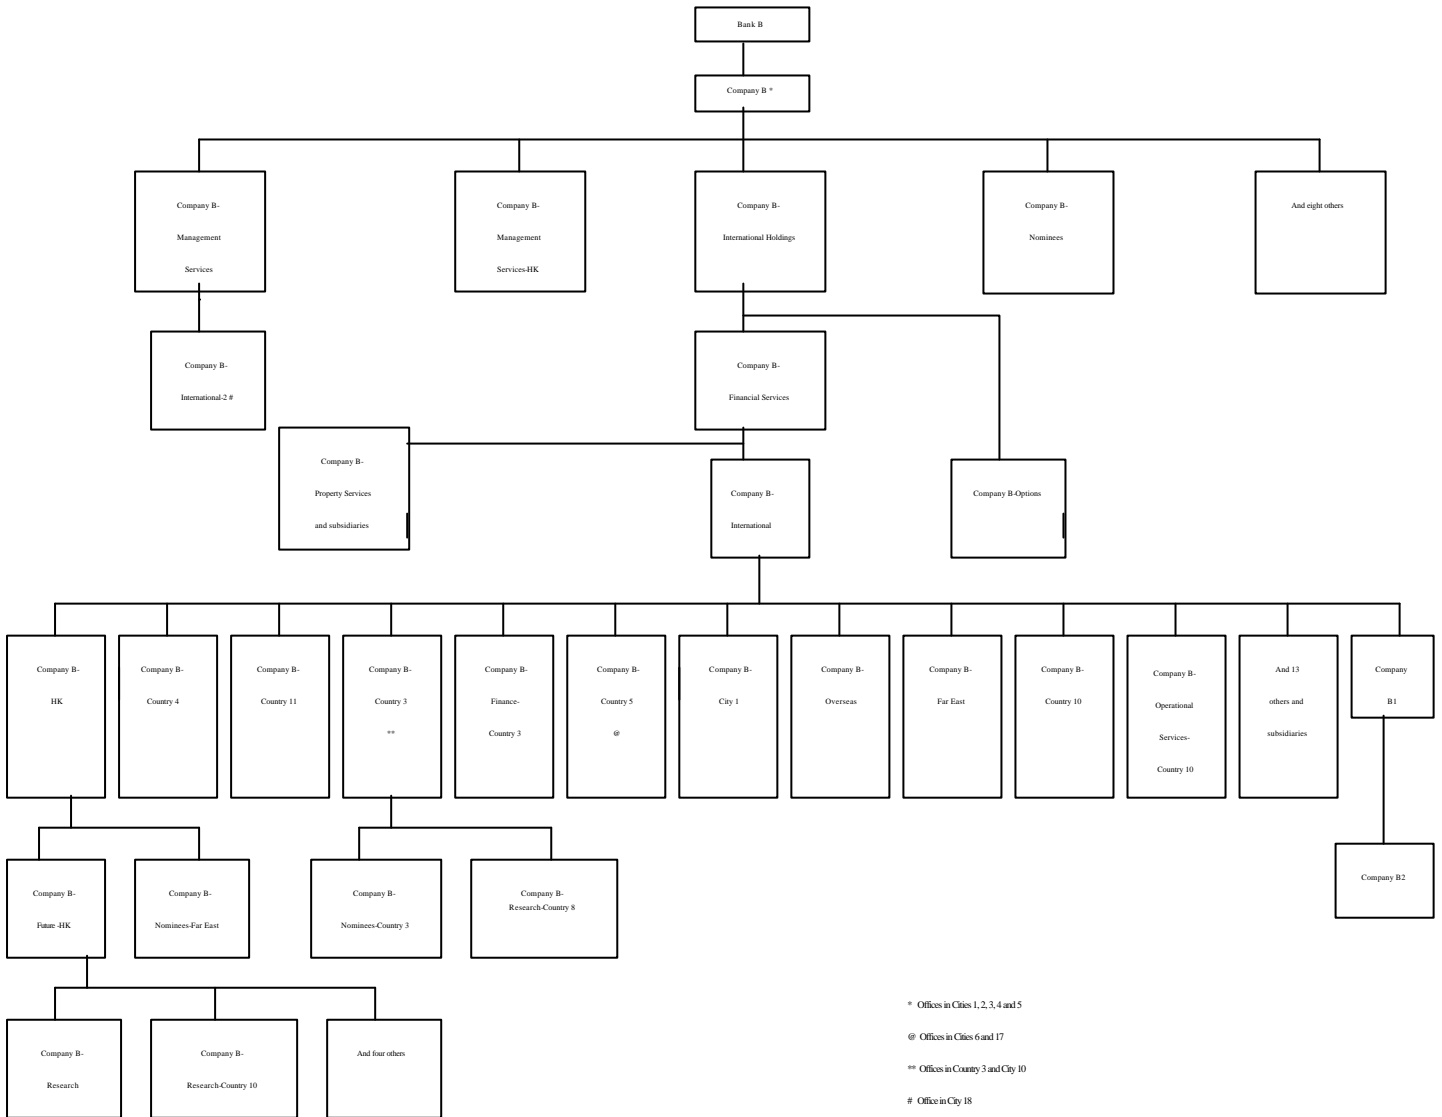 Bank B
Company B *
Company B-
Management
Services
Company B-
Management
Services-HK
Company B-
International Holdings
Company B-
Nominees
And eight others
Company B-
International-2 #
Company B-
Financial Services
Company B-
Property Services
and subsidiaries
Company B-
International
Company B-Options
Company B-
HK
Company B-
Country 4
Company B-
Country 11
Company B-
Country 3
**
Company B-
Finance-
Country 3
Company B-
Country 5
@
Company B-
City 1
Company B-
Overseas
Company B-
Far East
Company B-
Country 10
Company B-
Operational
Services-
Country 10
And 13
others and
subsidiaries
Company
B1
Company B-
Future -HK
Company B-
Nominees-Far East
Company B-
Nominees-Country 3
Company B-
Research-Country 8
Company B2
Company B-
Research
Company B-
Research-Country 10
And four others
* Offices in Cities 1, 2, 3, 4 and 5
@ Offices in Cities 6 and 17
** Offices in Country 3 and City 10
# Office in City 18